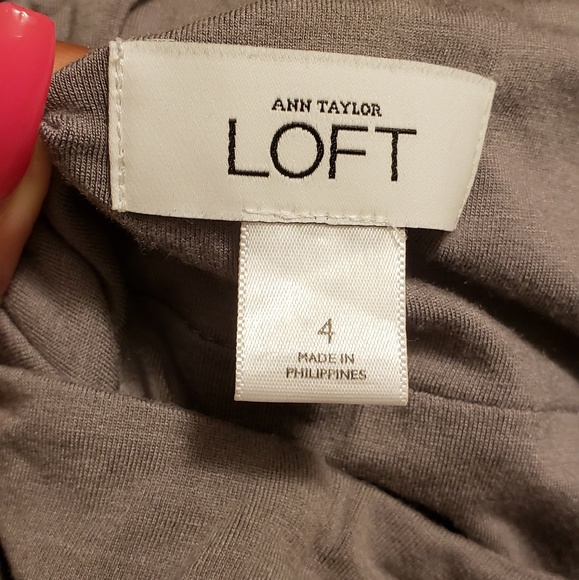 ANN TAYLOR
LOFT
4
MADE IN
PHILIPPINES